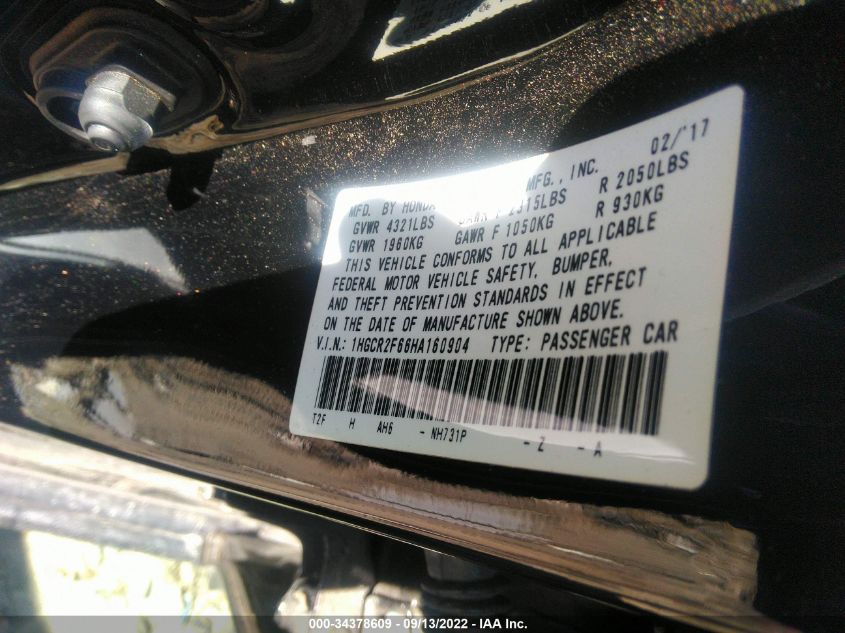 MFD. BY HONDA MFG., INC. 02/'17
GVWR 4321LBS GAWR F 2315LBS R 2050LBS
GVWR 1960KG GAWR F 1050KG R 930KG
THIS VEHICLE CONFORMS TO ALL APPLICABLE
FEDERAL MOTOR VEHICLE SAFETY, BUMPER,
AND THEFT PREVENTION STANDARDS IN EFFECT
ON THE DATE OF MANUFACTURE SHOWN ABOVE.
V.I.N.: 1HGCR2F66HA160904 TYPE: PASSENGER CAR
T2F H AH6 - NH731P - Z - A
000-34378609 - 09/13/2022 - IAA Inc.